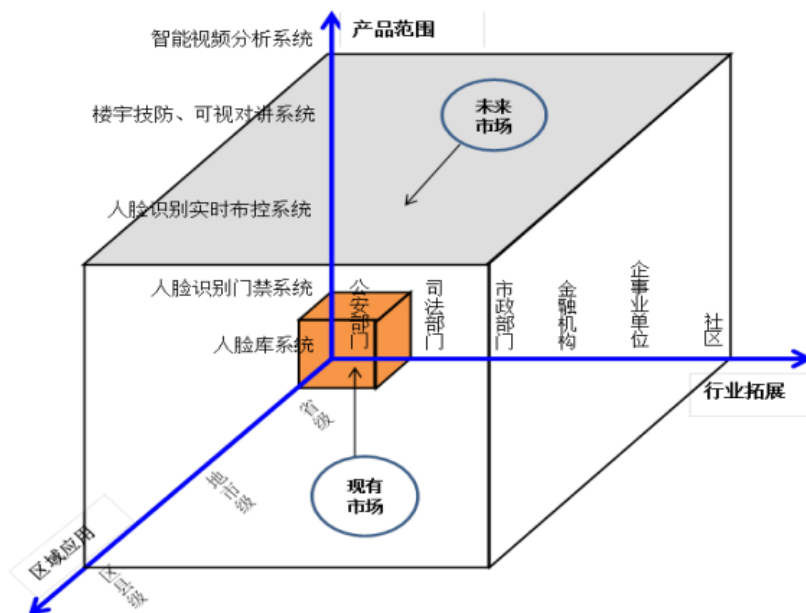 产品范围
智能视频分析系统
楼宇技防、可视对讲系统
人脸识别实时布控系统
人脸识别门禁系统
人脸库系统
未来
市场
公安部门
司法部门
市政部门
金融机构
企事业单位
社区
行业拓展
省级
地市级
区县级
区域应用
现有
市场